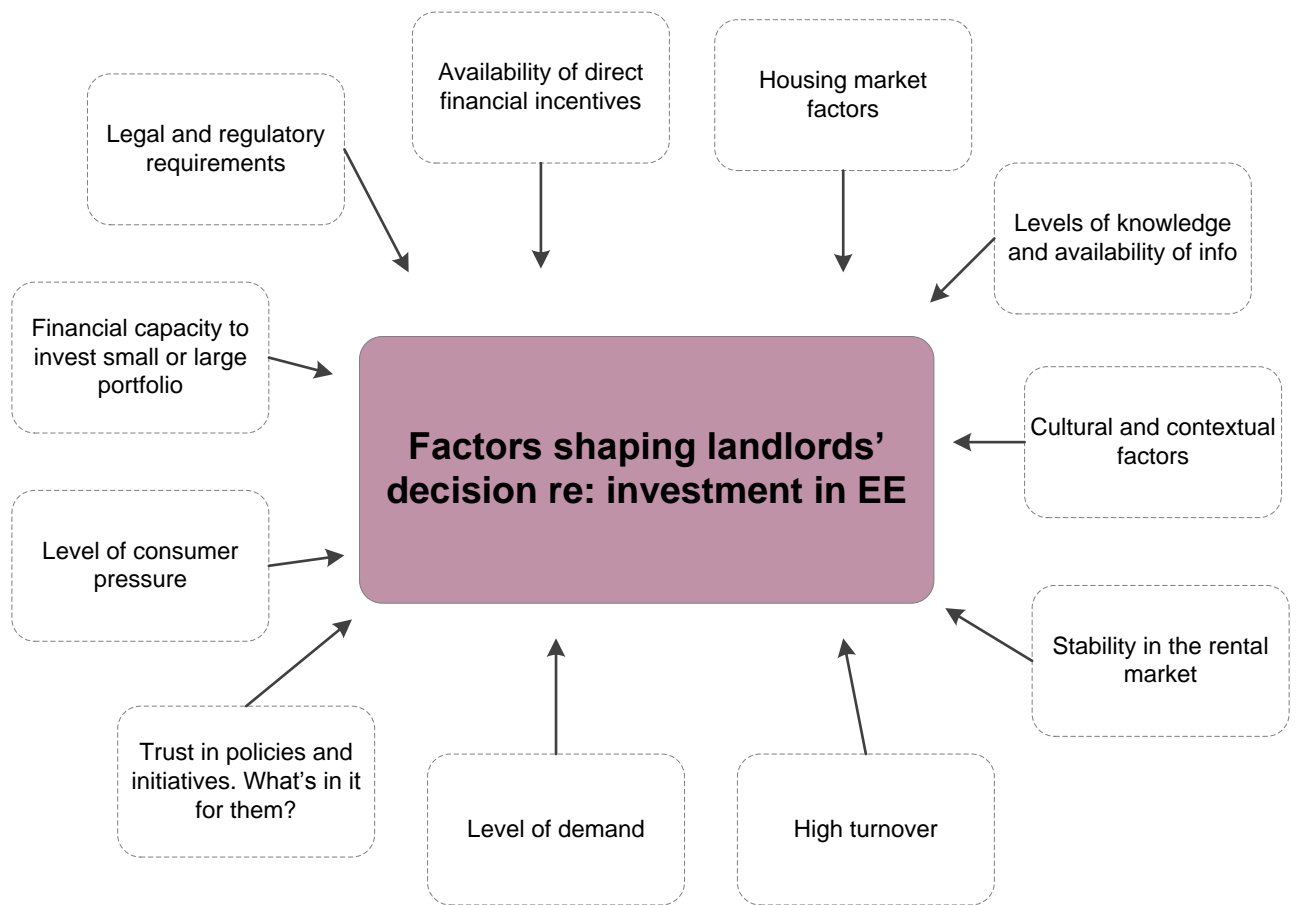 Availability of direct
financial incentives
Housing market
factors
Legal and regulatory
requirements
Levels of knowledge
and availability of info
Financial capacity to
invest small or large
portfolio
Factors shaping landlords’
decision re: investment in EE
Cultural and contextual
factors
Level of consumer
pressure
Stability in the rental
market
Trust in policies and
initiatives. What’s in it
for them?
Level of demand
High turnover